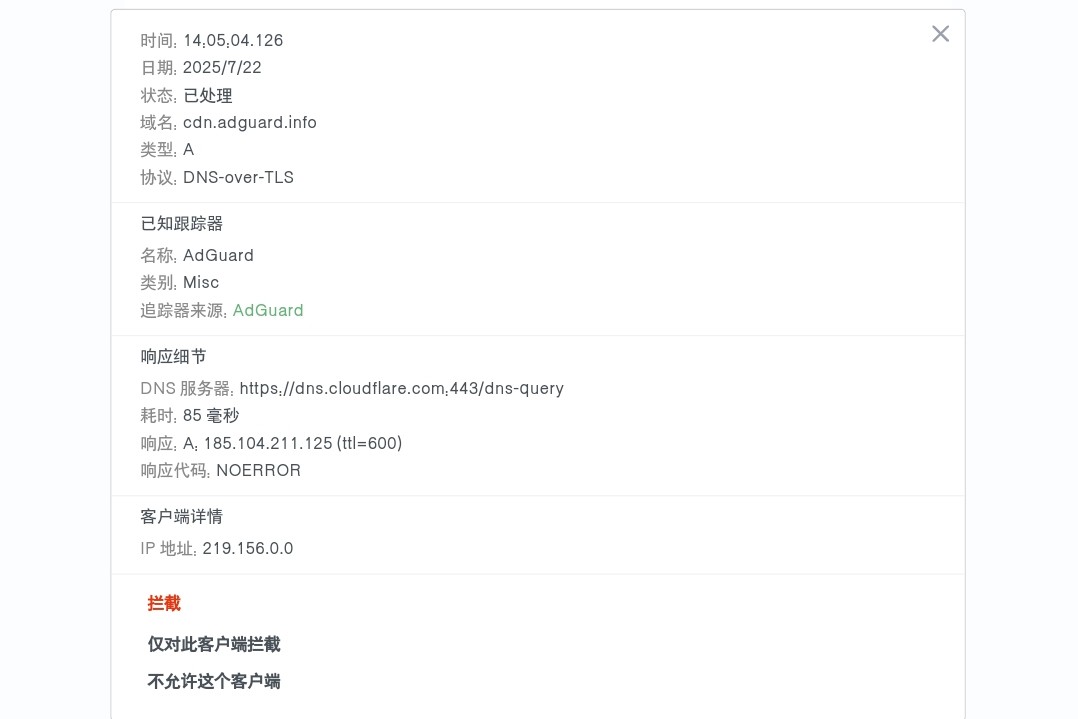 时间: 14:05:04.126
日期: 2025/7/22
状态: 已处理
域名: cdn.adguard.info
类型: A
协议: DNS-over-TLS
已知跟踪器
名称: AdGuard
类别: Misc
追踪器来源: AdGuard
响应细节
DNS 服务器: https://dns.cloudflare.com:443/dns-query
耗时: 85 毫秒
响应: A: 185.104.211.125 (ttl=600)
响应代码: NOERROR
客户端详情
IP 地址: 219.156.0.0
拦截
仅对此客户端拦截
不允许这个客户端